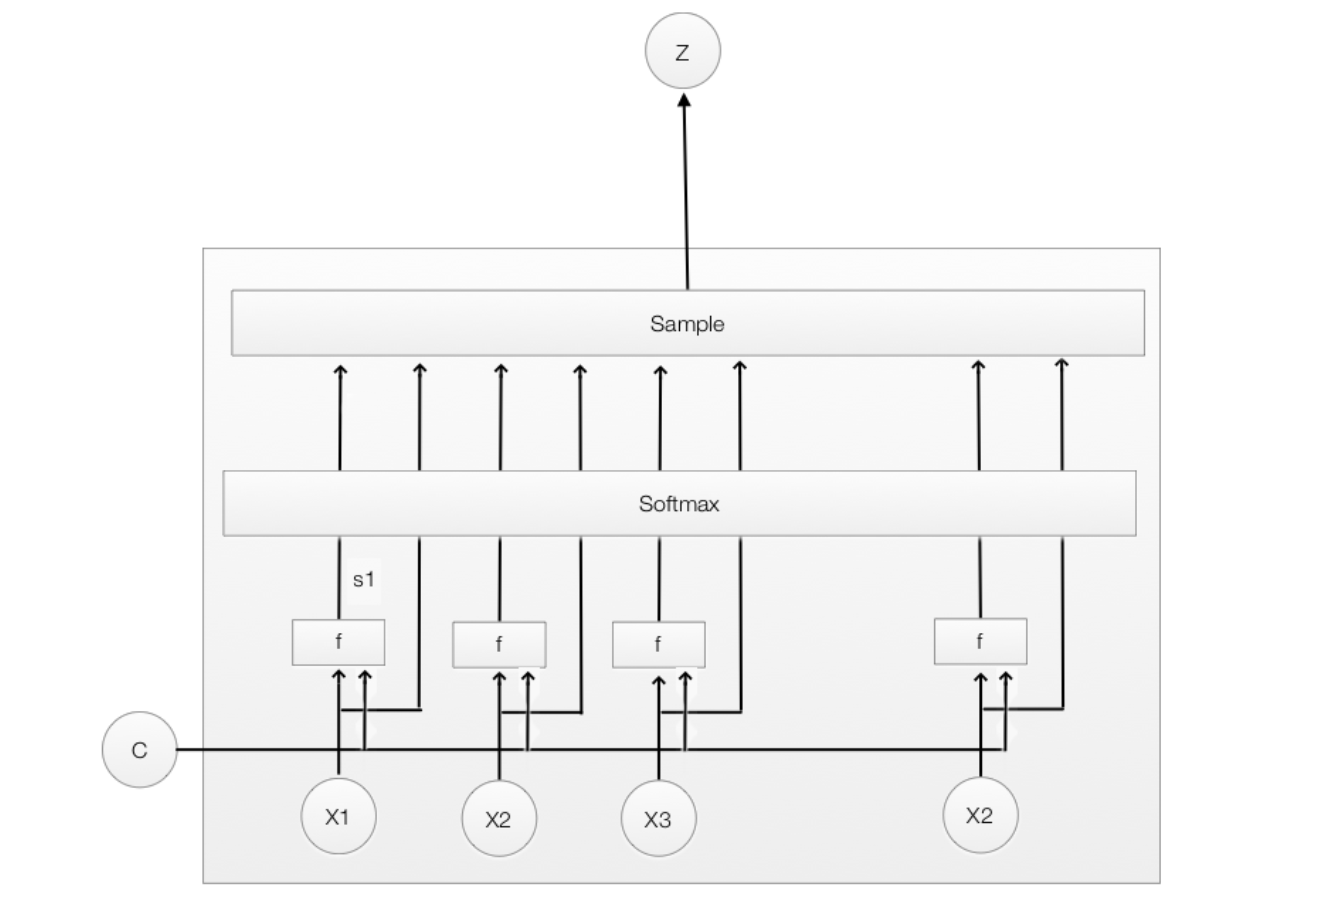 Z
Sample
Softmax
s1
f f f f
C
X1 X2 X3 X2